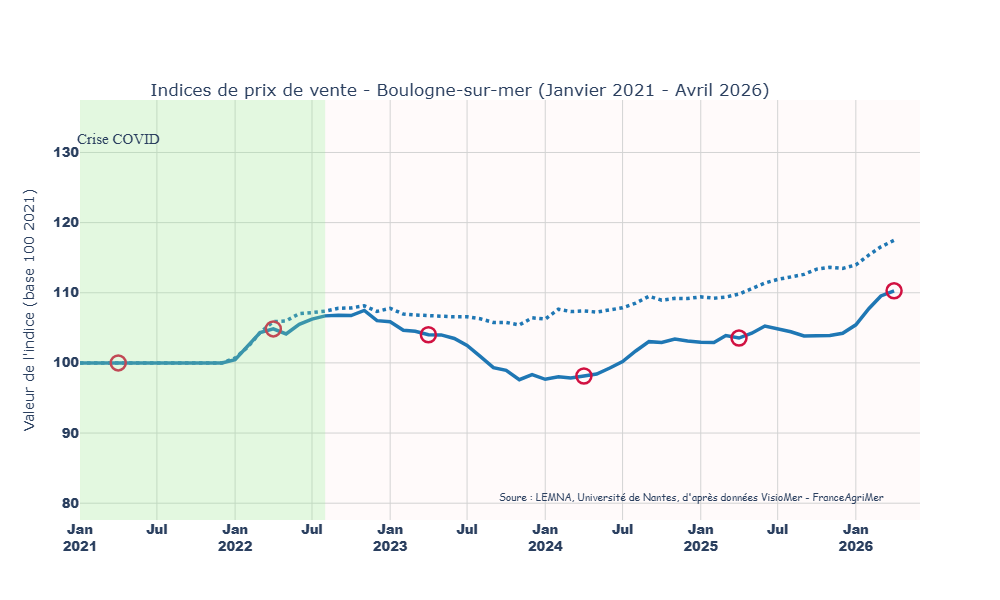 Indices de prix de vente - Boulogne-sur-mer (Janvier 2021 - Avril 2026)
Crise COVID
Valeur de l'indice (base 100 2021)
130
120
110
100
90
80
Soure : LEMNA, Université de Nantes, d'après données VisioMer - FranceAgriMer
Jan Jul Jan Jul Jan Jul Jan Jul Jan Jul Jan
2021 2022 2023 2024 2025 2026